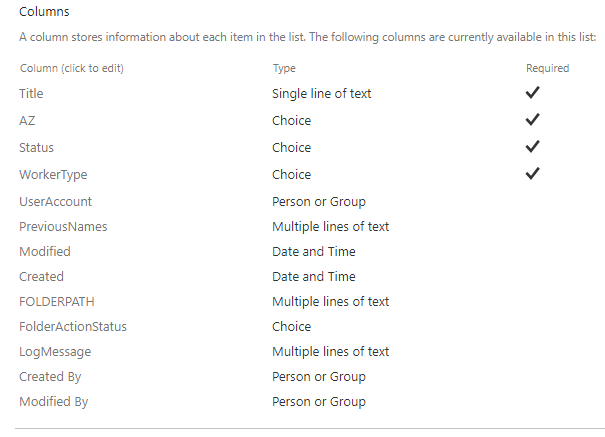 Columns
A column stores information about each item in the list. The following columns are currently available in this list:
Column (click to edit) Type Required
Title Single line of text
AZ Choice
Status Choice
WorkerType Choice
UserAccount Person or Group
PreviousNames Multiple lines of text
Modified Date and Time
Created Date and Time
FOLDERPATH Multiple lines of text
FolderActionStatus Choice
LogMessage Multiple lines of text
Created By Person or Group
Modified By Person or Group